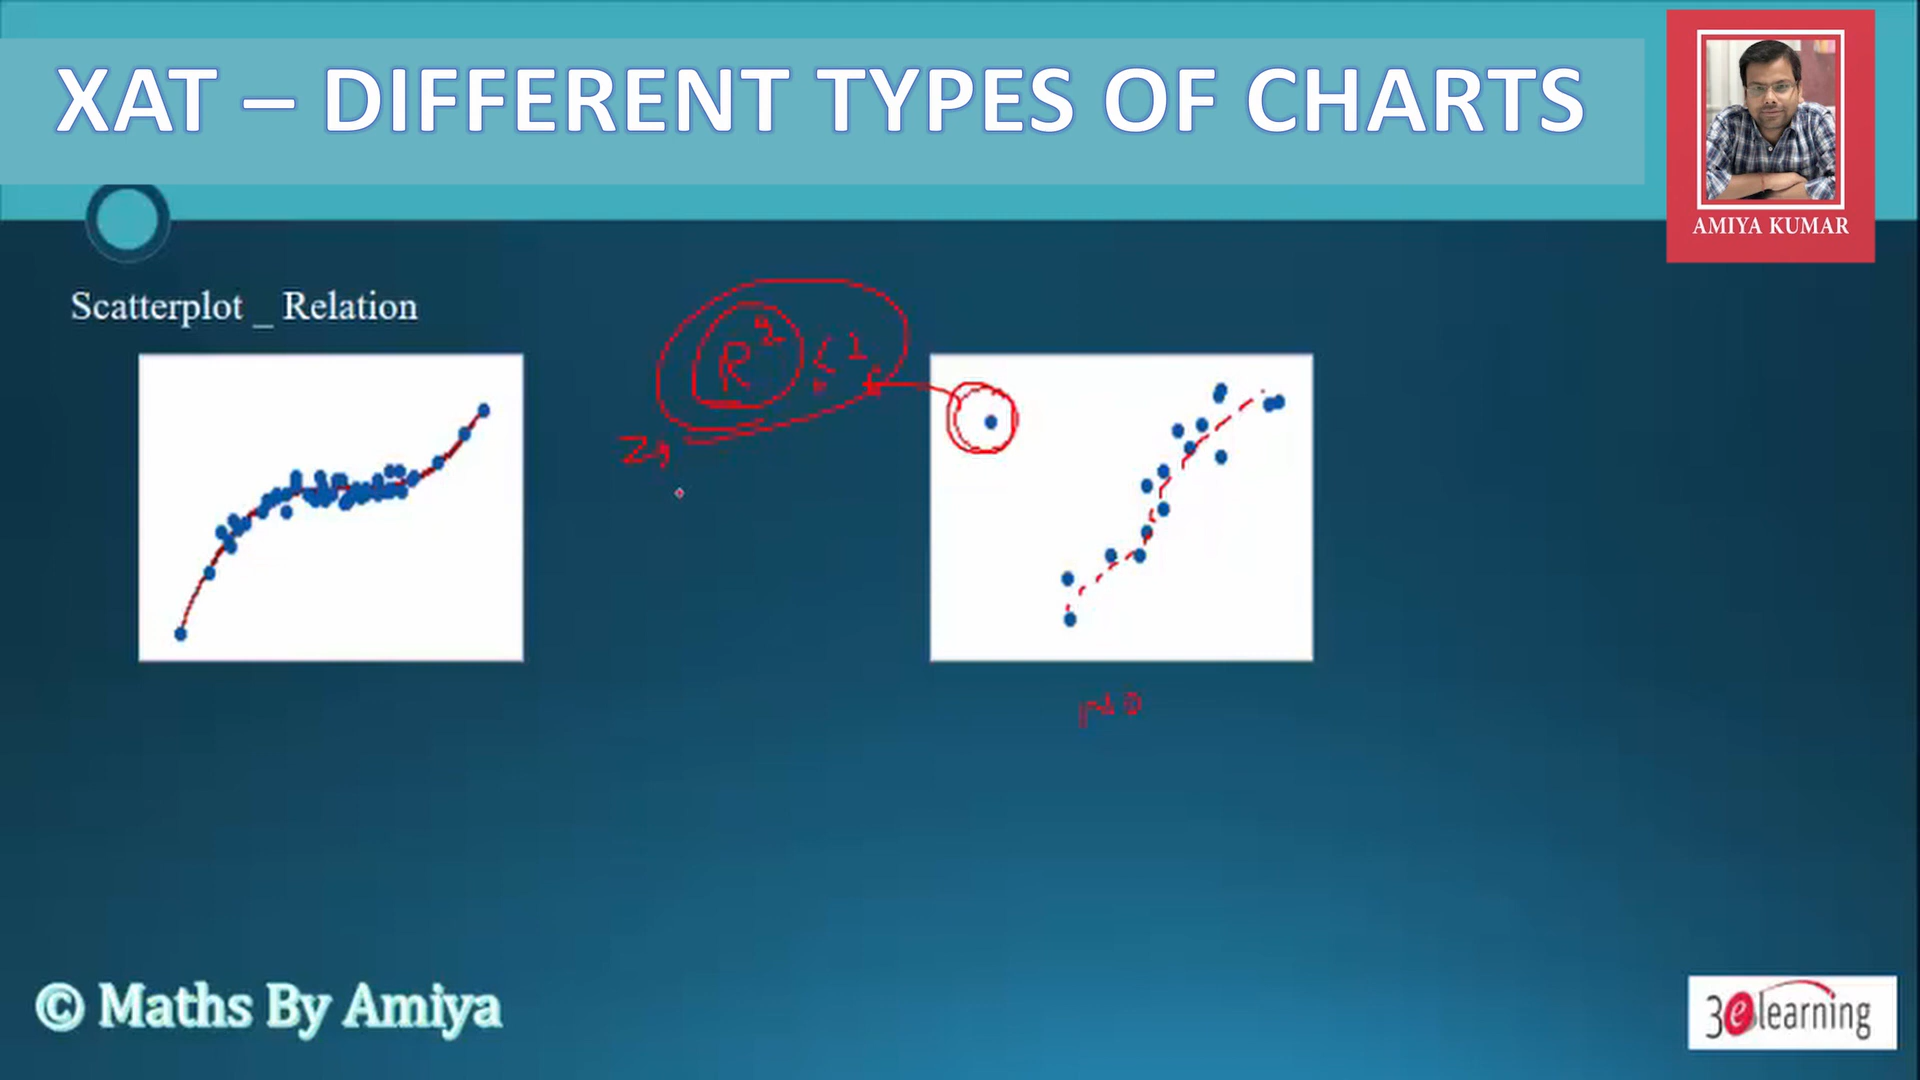 XAT – DIFFERENT TYPES OF CHARTS
AMIYA KUMAR
Scatterplot _ Relation
R² ≤ 1
© Maths By Amiya
3elearning